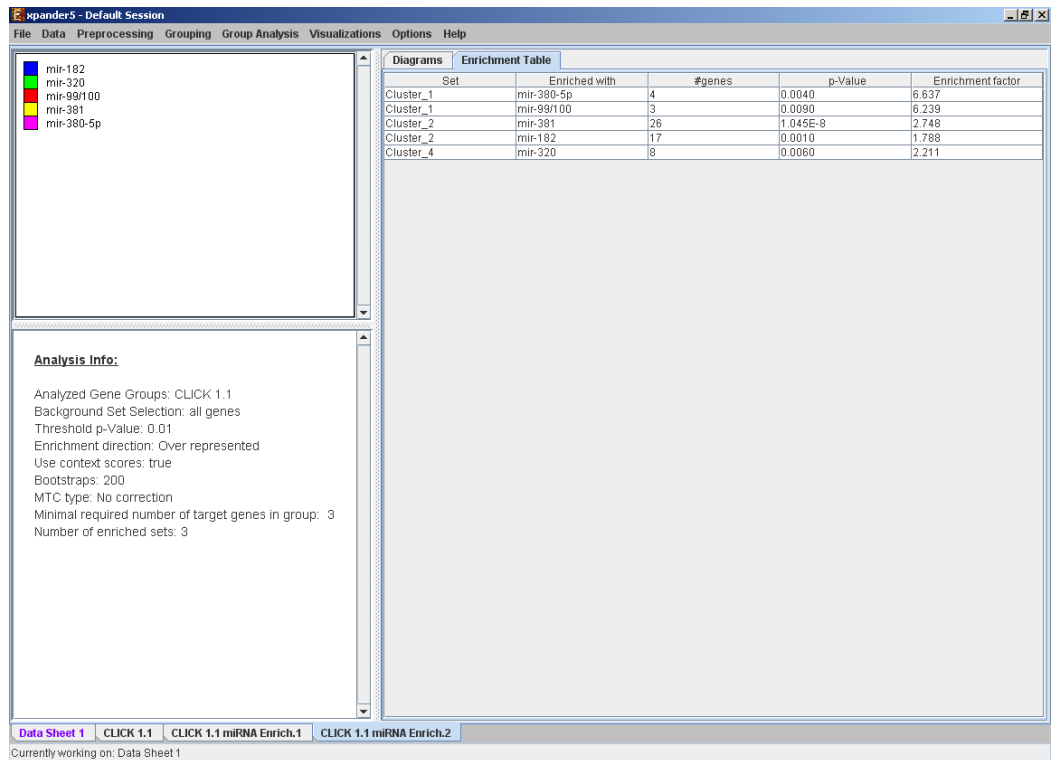 xpander5 - Default Session
File Data Preprocessing Grouping Group Analysis Visualizations Options Help
mir-182
mir-320
mir-99/100
mir-381
mir-380-5p
Analysis Info:
Analyzed Gene Groups: CLICK 1.1
Background Set Selection: all genes
Threshold p-Value: 0.01
Enrichment direction: Over represented
Use context scores: true
Bootstraps: 200
MTC type: No correction
Minimal required number of target genes in group: 3
Number of enriched sets: 3
Diagrams Enrichment Table
Set Enriched with #genes p-Value Enrichment factor
Cluster_1 mir-380-5p 4 0.0040 6.637
Cluster_1 mir-99/100 3 0.0090 6.239
Cluster_2 mir-381 26 1.045E-8 2.748
Cluster_2 mir-182 17 0.0010 1.788
Cluster_4 mir-320 8 0.0060 2.211
Data Sheet 1 CLICK 1.1 CLICK 1.1 miRNA Enrich.1 CLICK 1.1 miRNA Enrich.2
Currently working on: Data Sheet 1